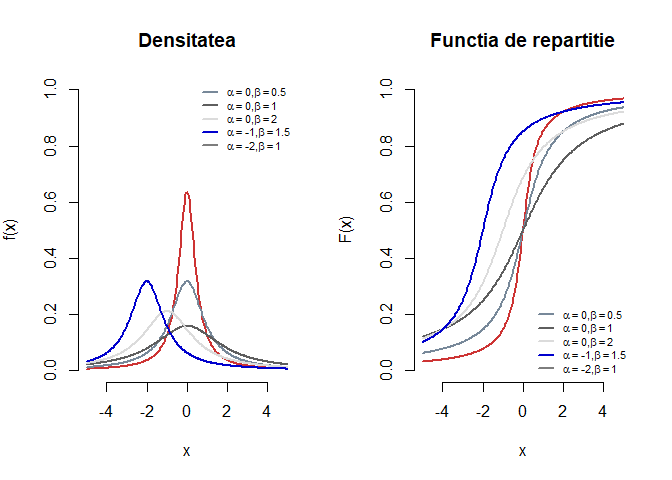 Densitatea
f(x)
1.0
0.8
0.6
0.4
0.2
0.0
α = 0,β = 0.5
α = 0,β = 1
α = 0,β = 2
α = -1,β = 1.5
α = -2,β = 1
-4 -2 0 2 4
x
Functia de repartitie
F(x)
1.0
0.8
0.6
0.4
0.2
0.0
α = 0,β = 0.5
α = 0,β = 1
α = 0,β = 2
α = -1,β = 1.5
α = -2,β = 1
-4 -2 0 2 4
x